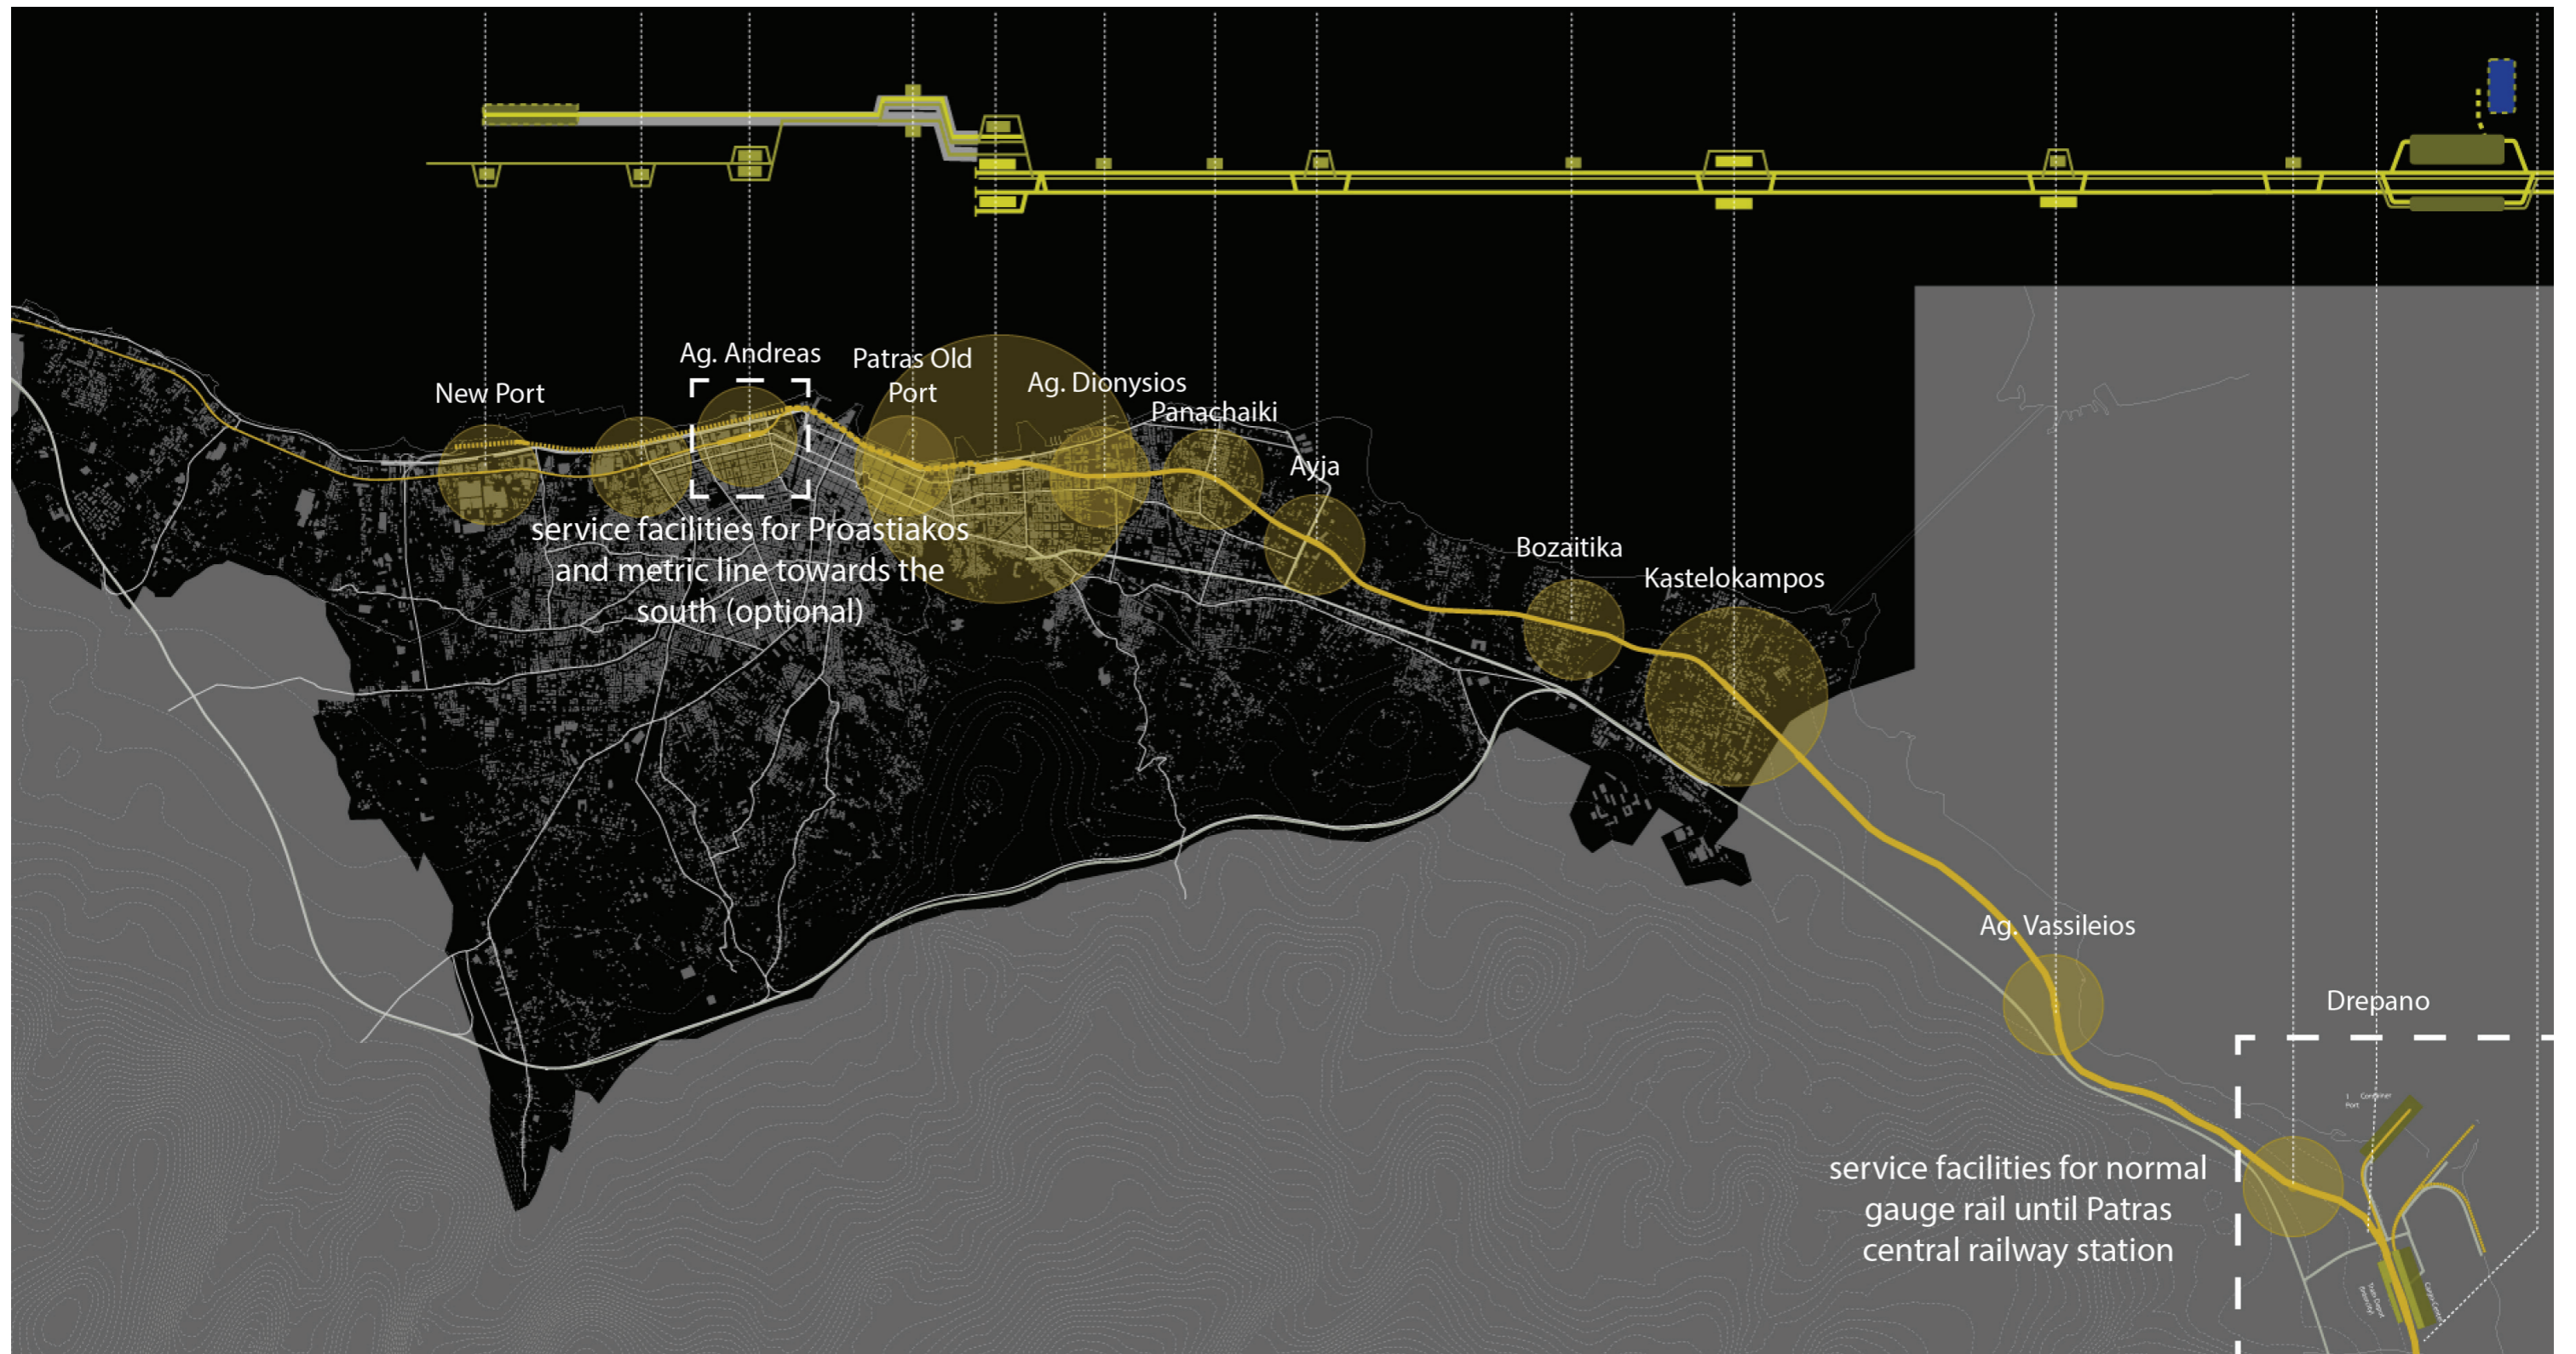 Ag. Andreas
Patras Old
Port
New Port
Ag. Dionysios
Panachaiki
Ayja
service facilities for Proastiakos
and metric line towards the
south (optional)
Bozaitika
Kastelokampos
Ag. Vassileios
Drepano
Container
Port
service facilities for normal
gauge rail until Patras
central railway station